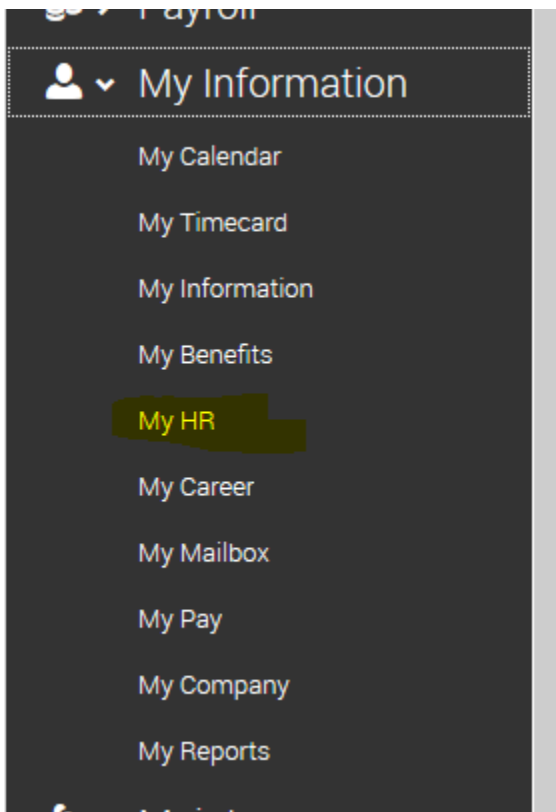 Payroll
My Information
My Calendar
My Timecard
My Information
My Benefits
My HR
My Career
My Mailbox
My Pay
My Company
My Reports